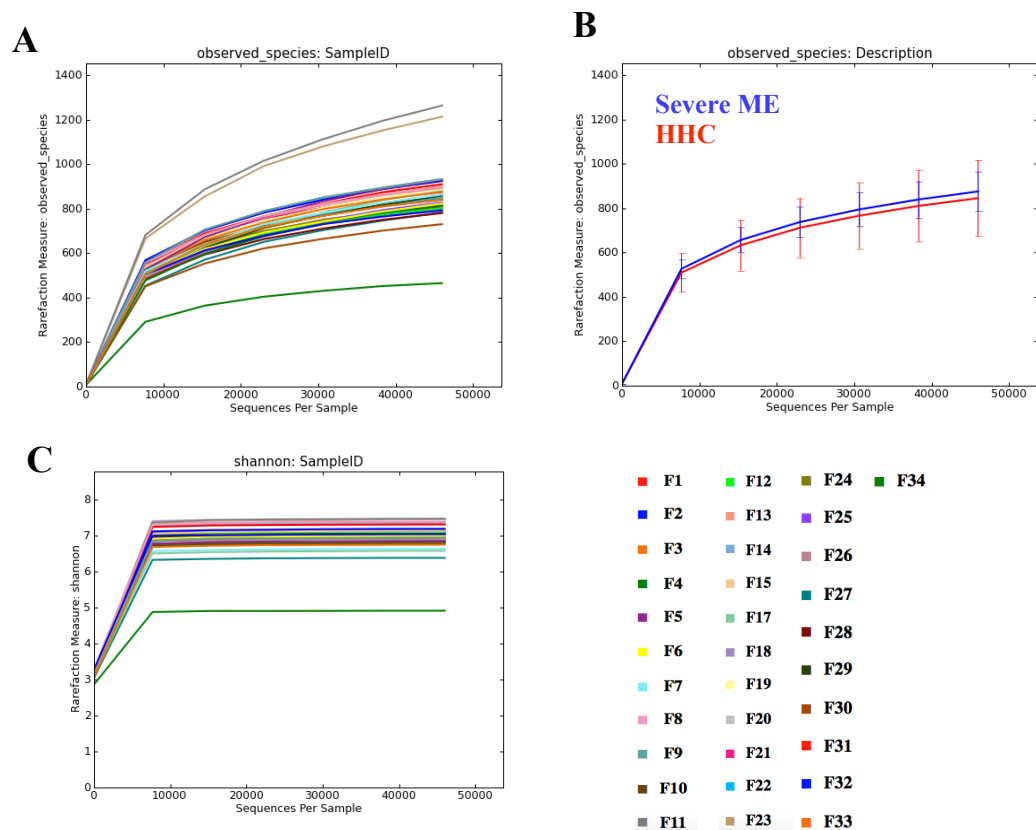 A
observed_species: SampleID
Rarefaction Measure: observed_species
1400
1200
1000
800
600
400
200
0
0 10000 20000 30000 40000 50000
Sequences Per Sample
B
observed_species: Description
Severe ME
HHC
Rarefaction Measure: observed_species
1400
1200
1000
800
600
400
200
0
0 10000 20000 30000 40000 50000
Sequences Per Sample
C
shannon: SampleID
Rarefaction Measure: shannon
8
7
6
5
4
3
2
1
0
0 10000 20000 30000 40000 50000
Sequences Per Sample
F1
F2
F3
F4
F5
F6
F7
F8
F9
F10
F11
F12
F13
F14
F15
F17
F18
F19
F20
F21
F22
F23
F24
F25
F26
F27
F28
F29
F30
F31
F32
F33
F34